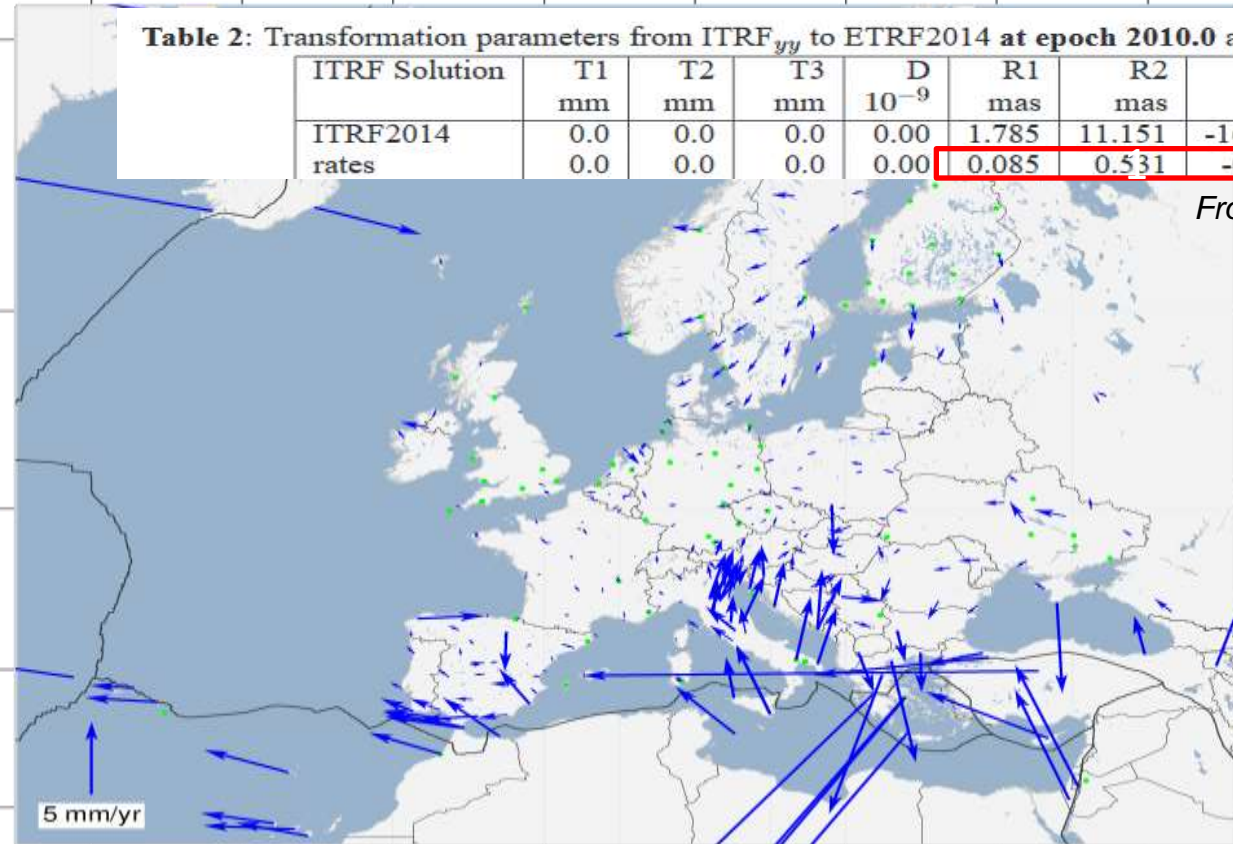 Table 2: Transformation parameters from ITRFyy to ETRF2014 at epoch 2010.0 a
ITRF Solution T1 T2 T3 D R1 R2
mm mm mm 10−9 mas mas
ITRF2014 0.0 0.0 0.0 0.00 1.785 11.151 -1
rates 0.0 0.0 0.0 0.00 0.085 0.531 -
Fro
5 mm/yr